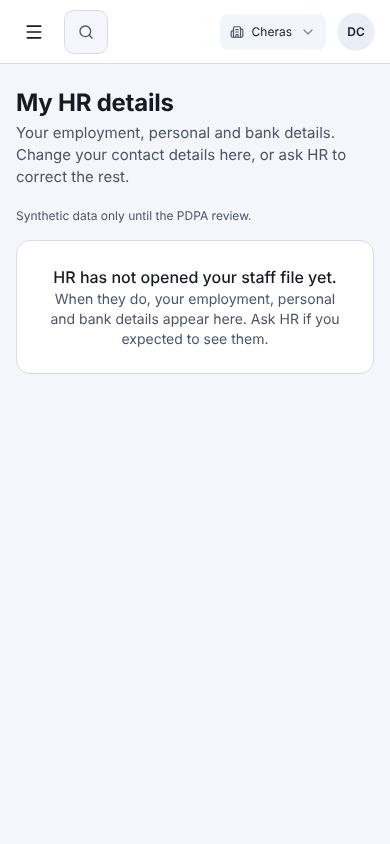 Cheras
DC
My HR details
Your employment, personal and bank details.
Change your contact details here, or ask HR to
correct the rest.
Synthetic data only until the PDPA review.
HR has not opened your staff file yet.
When they do, your employment, personal
and bank details appear here. Ask HR if you
expected to see them.